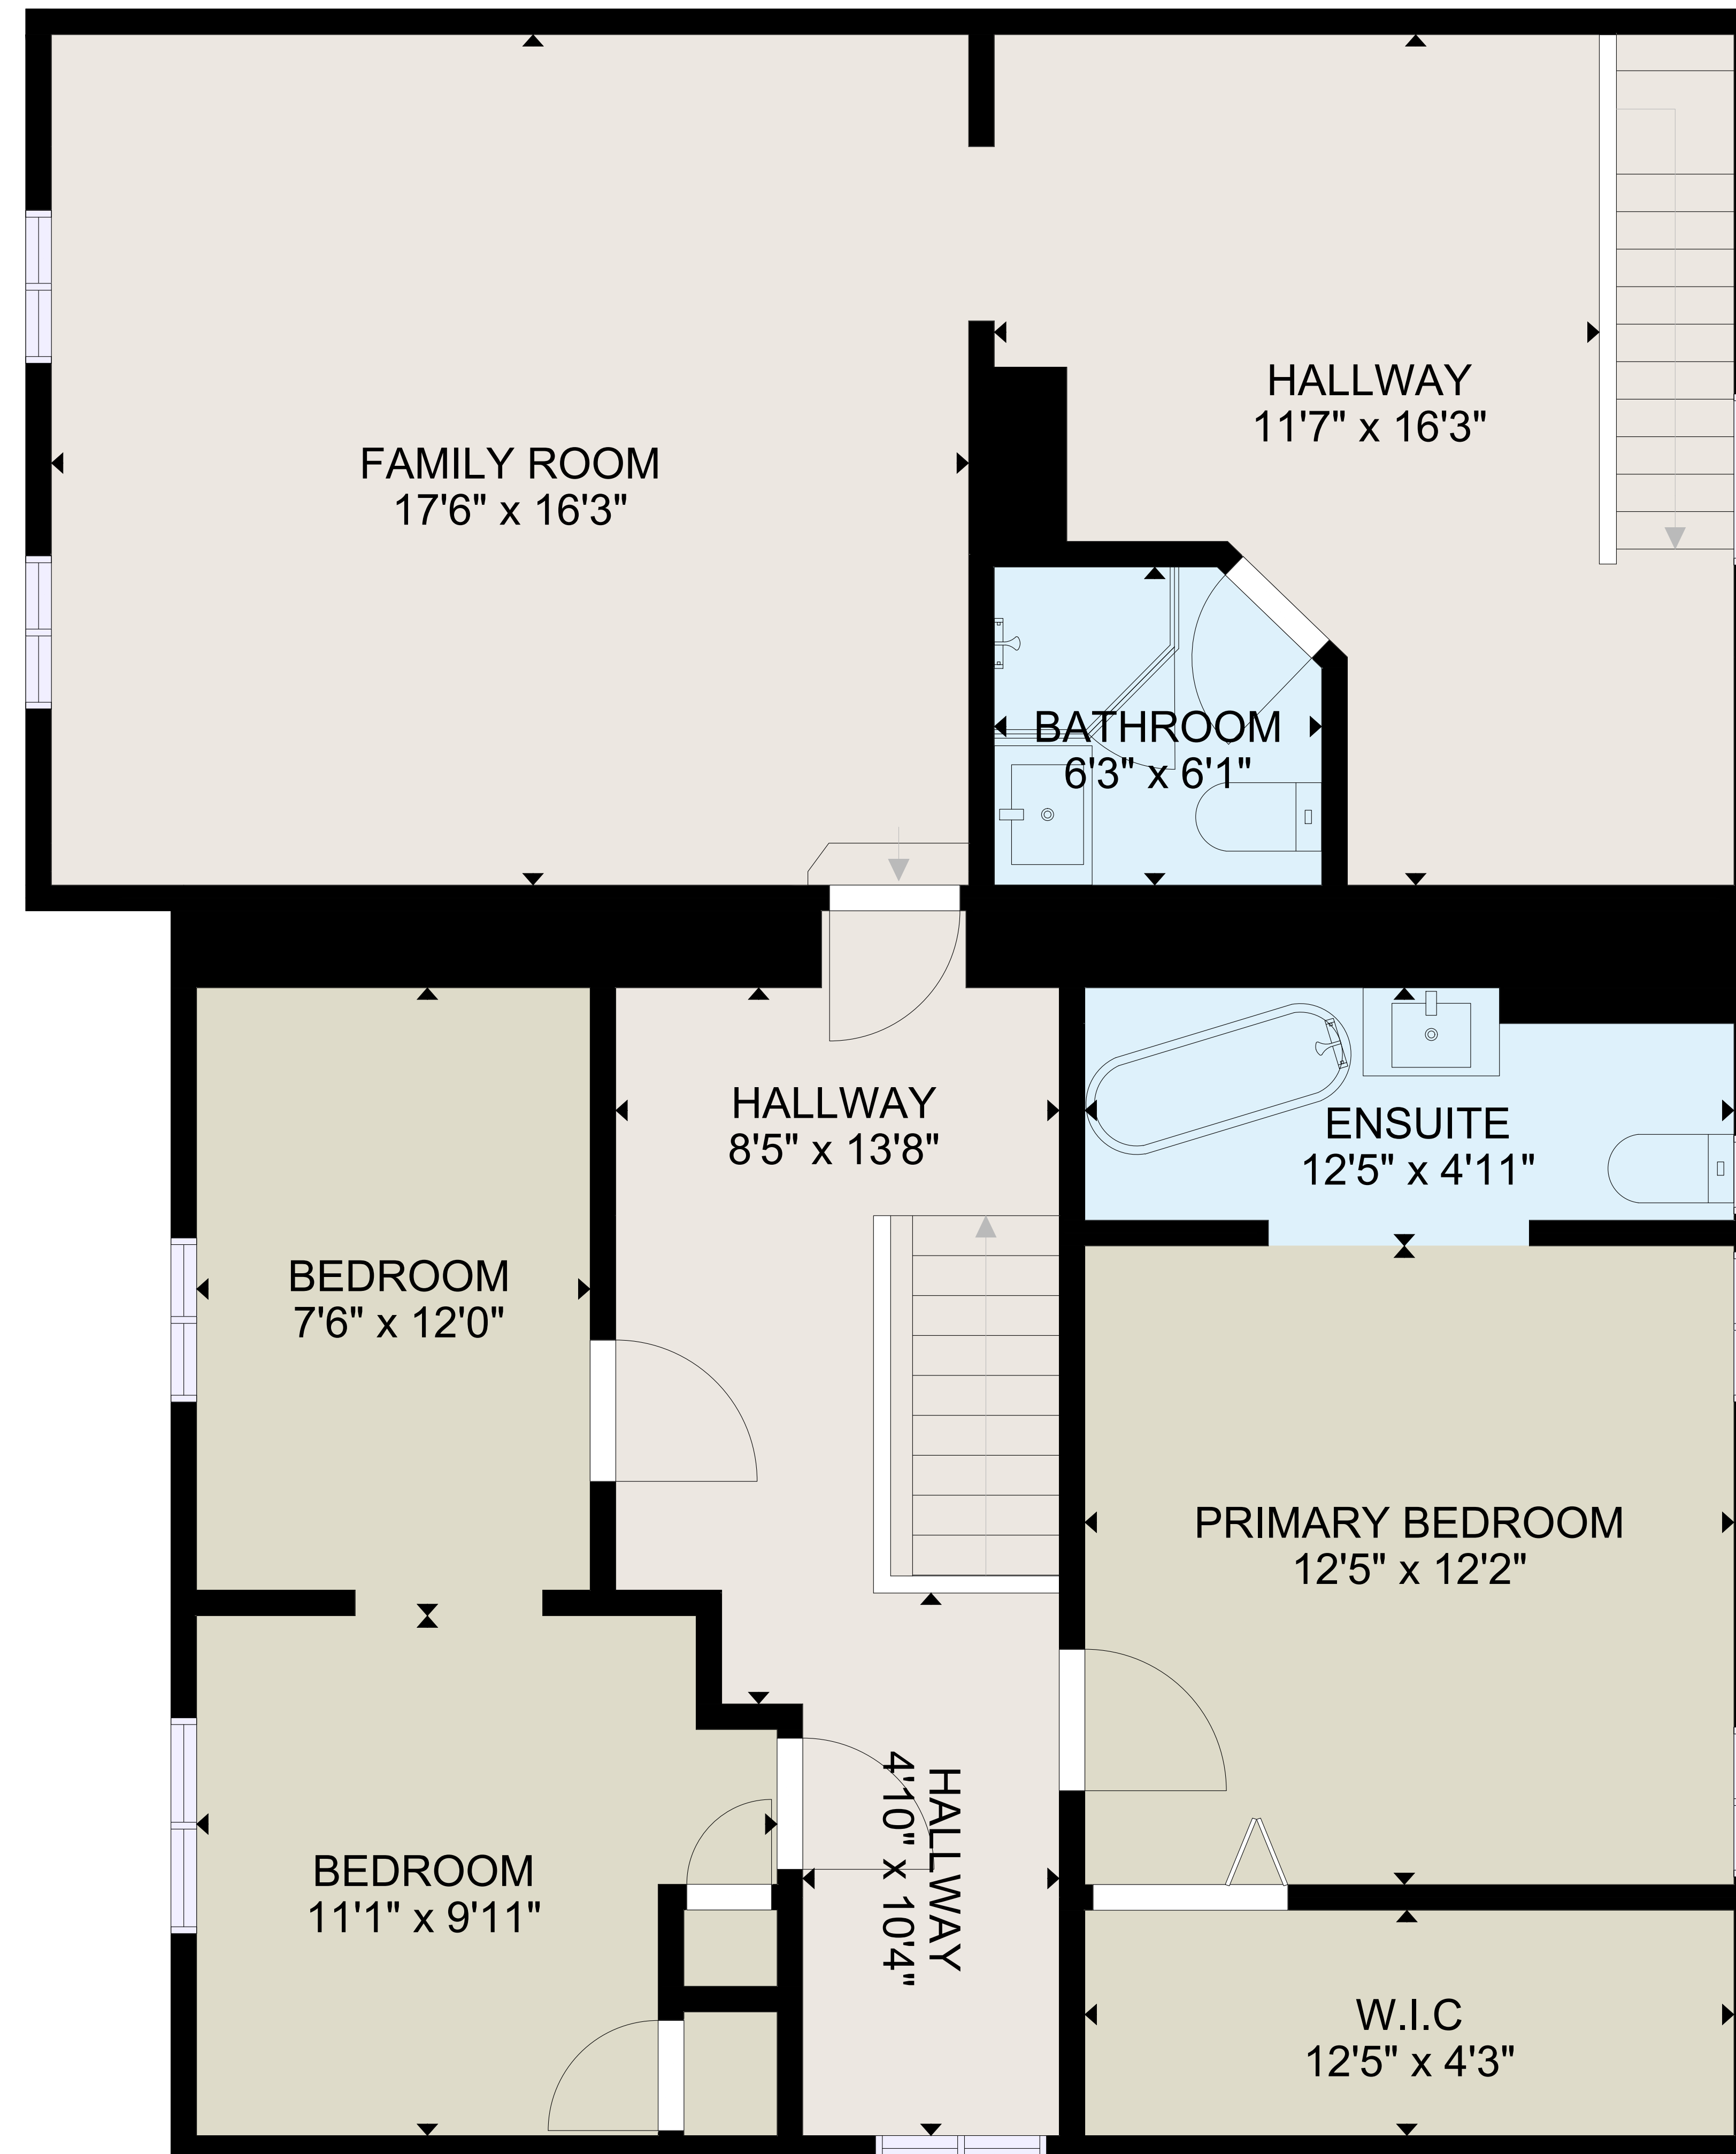 HALLWAY
11'7" x 16'3"
FAMILY ROOM
17'6" x 16'3"
BATHROOM
6'3" x 6'1"
HALLWAY
8'5" x 13'8"
ENSUITE
12'5" x 4'11"
BEDROOM
7'6" x 12'0"
PRIMARY BEDROOM
12'5" x 12'2"
BEDROOM
11'1" x 9'11"
HALLWAY
4'10" x 10'4"
W.I.C
12'5" x 4'3"